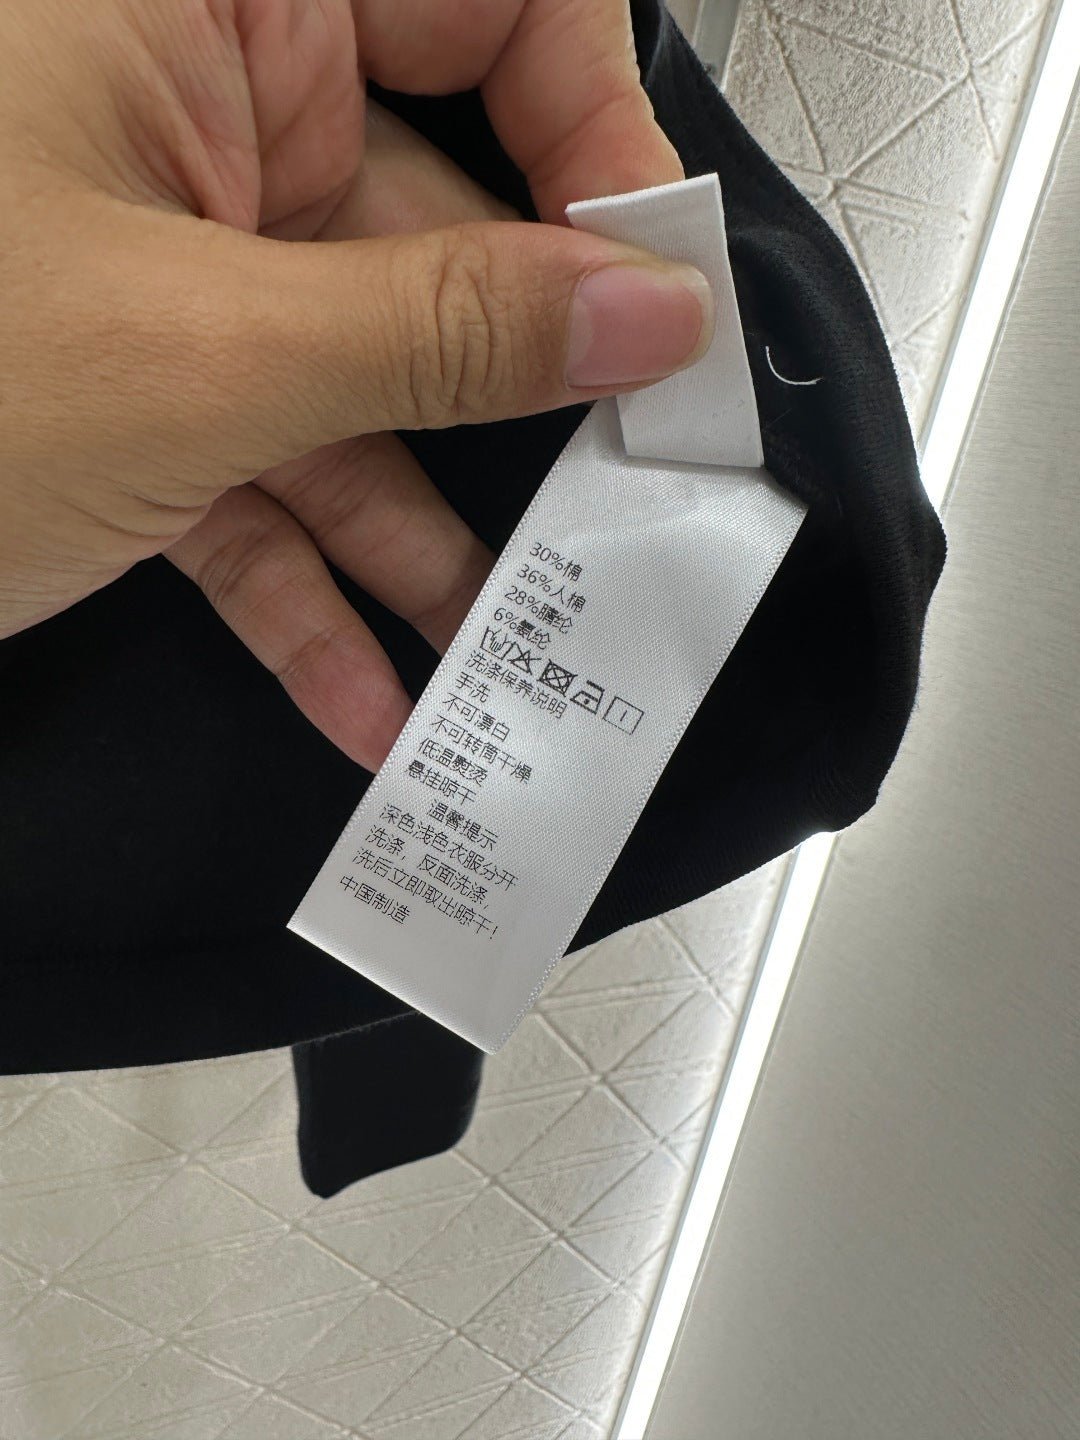 30%棉
36%人棉
28%腈纶
6%氨纶
洗涤保养说明
手洗
不可漂白
不可转筒干燥
低温熨烫
悬挂晾干
温馨提示
深色浅色衣服分开
洗涤，反面洗涤，
洗后立即取出晾干！
中国制造